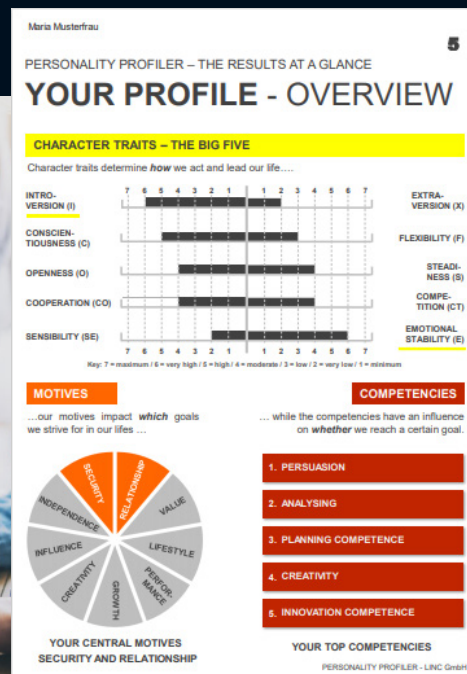 Maria Musterfrau
5
PERSONALITY PROFILER – THE RESULTS AT A GLANCE
YOUR PROFILE - OVERVIEW
CHARACTER TRAITS – THE BIG FIVE
Character traits determine how we act and lead our life….
7 6 5 4 3 2 1 1 2 3 4 5 6 7
INTRO-
VERSION (I)
EXTRA-
VERSION (X)
CONSCIEN-
TIOUSNESS (C)
FLEXIBILITY (F)
OPENNESS (O)
STEADI-
NESS (S)
COOPERATION (CO)
COMPE-
TITION (CT)
SENSIBILITY (SE)
EMOTIONAL
STABILITY (E)
7 6 5 4 3 2 1 1 2 3 4 5 6 7
Key: 7 = maximum / 6 = very high / 5 = high / 4 = moderate / 3 = low / 2 = very low / 1 = minimum
MOTIVES
…our motives impact which goals
we strive for in our lifes …
SECURITY
RELATIONSHIP
VALUE
LIFESTYLE
PERFOR-
MANCE
GROWTH
CREATIVITY
INFLUENCE
INDEPENDENCE
YOUR CENTRAL MOTIVES
SECURITY AND RELATIONSHIP
COMPETENCIES
… while the competencies have an influence
on whether we reach a certain goal.
1. PERSUASION
2. ANALYSING
3. PLANNING COMPETENCE
4. CREATIVITY
5. INNOVATION COMPETENCE
YOUR TOP COMPETENCIES
PERSONALITY PROFILER - LINC GmbH